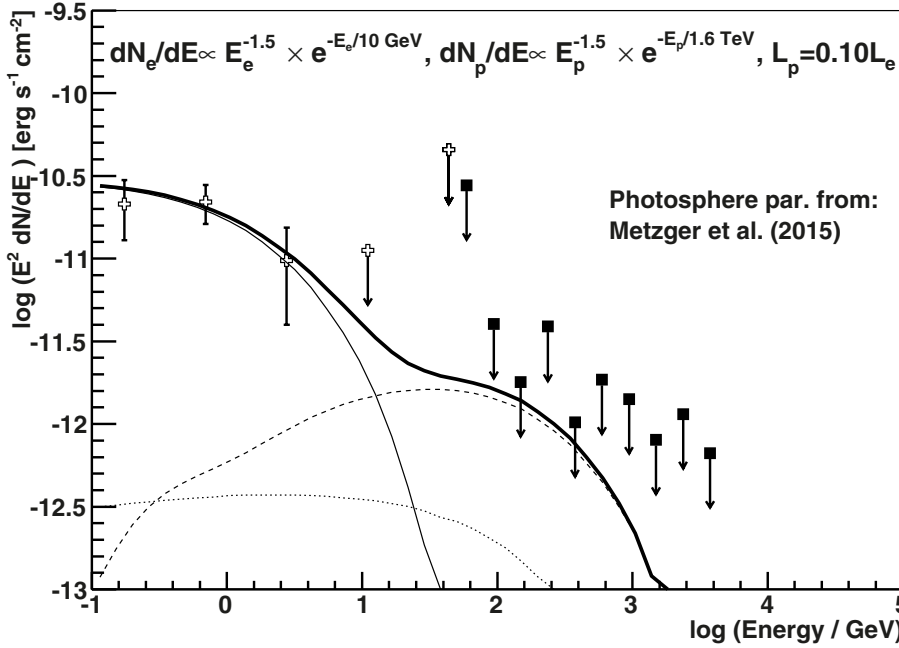 dN_e/dE∝ E_e^-1.5 × e^-E_e/10 GeV, dN_p/dE∝ E_p^-1.5 × e^-E_p/1.6 TeV, L_p=0.10L_e
Photosphere par. from:
Metzger et al. (2015)
log (E^2 dN/dE) [erg s^-1 cm^-2]
-9.5
-10
-10.5
-11
-11.5
-12
-12.5
-13
-1 0 1 2 3 4 5
log (Energy / GeV)